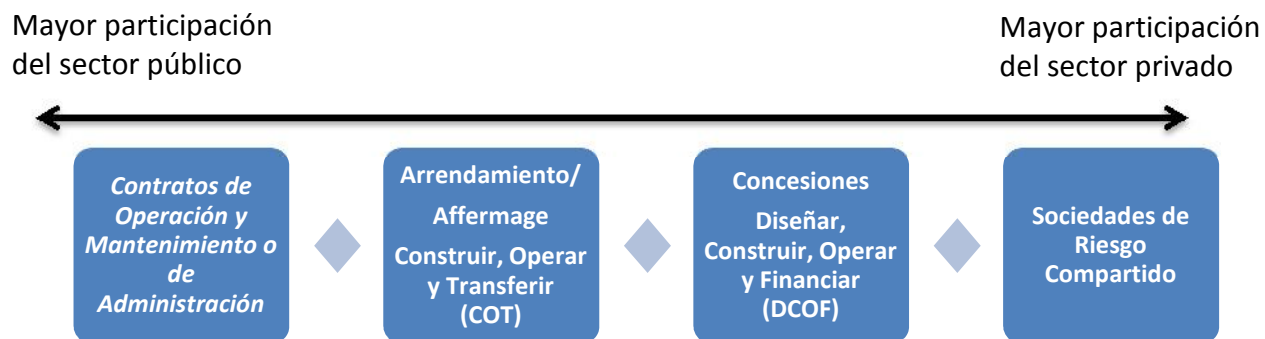 Mayor participación
del sector público
Mayor participación
del sector privado
Contratos de
Operación y
Mantenimiento o
de
Administración
Arrendamiento/
Affermage
Construir, Operar
y Transferir
(COT)
Concesiones
Diseñar,
Construir, Operar
y Financiar
(DCOF)
Sociedades de
Riesgo
Compartido